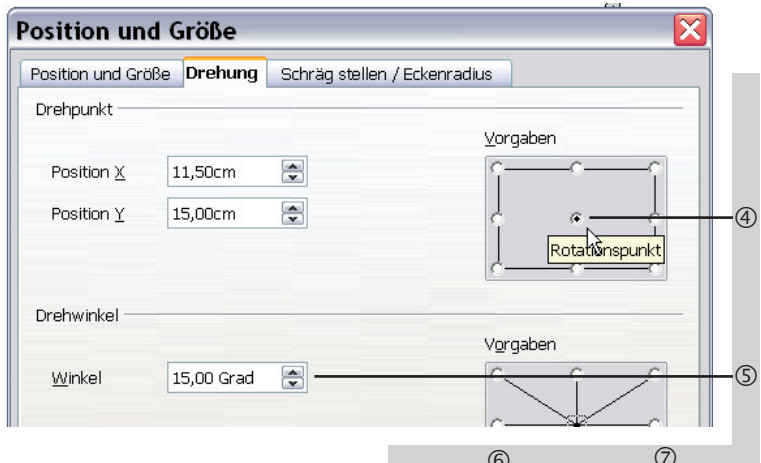 Position und Größe
Position und Größe Drehung Schräg stellen / Eckenradius
Drehpunkt
Vorgaben
Position X 11,50cm
Position Y 15,00cm
④
Rotationspunkt
Drehwinkel
Vorgaben
Winkel 15,00 Grad
⑤
⑥ ⑦